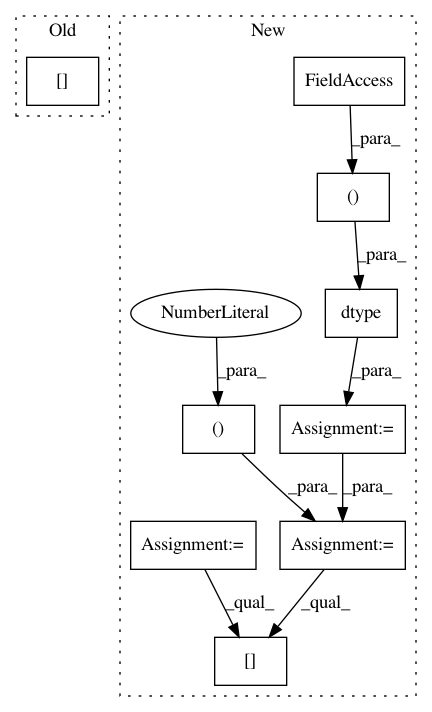 Old
New
[]
FieldAccess
_para_
()
_para_
NumberLiteral
dtype
_para_
_para_
()
Assignment:=
_para_
_para_
Assignment:=
Assignment:=
_qual_
_qual_
[]